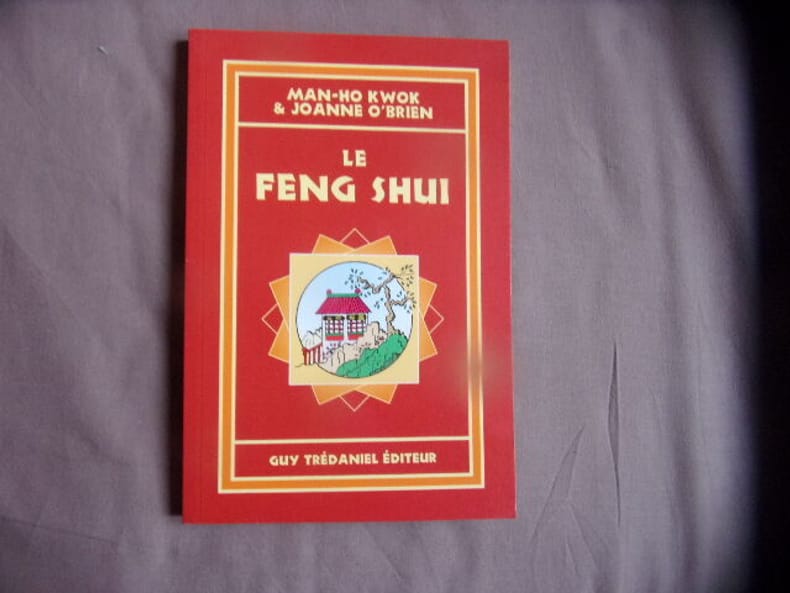 MAN-HO KWOK
& JOANNE O'BRIEN
LE
FENG SHUI
GUY TRÉDANIEL ÉDITEUR